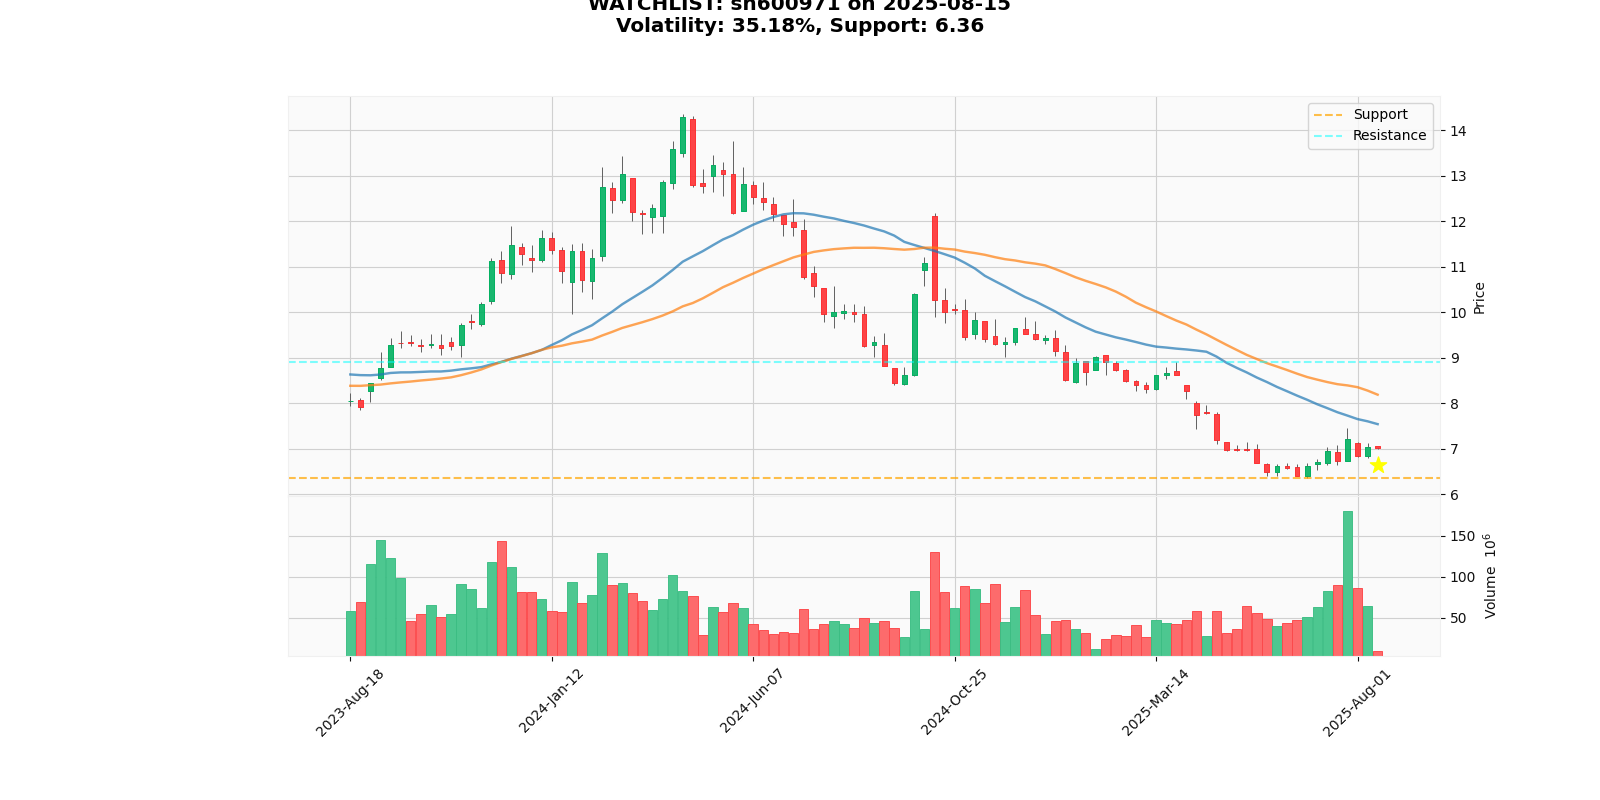 WATCHLIST: sh600971 on 2025-08-15
Volatility: 35.18%, Support: 6.36
Support
Resistance
14
13
12
11
10
9
8
7
6
Price
150
100
50
Volume 10⁶
2023-Aug-18
2024-Jan-12
2024-Jun-07
2024-Oct-25
2025-Mar-14
2025-Aug-01